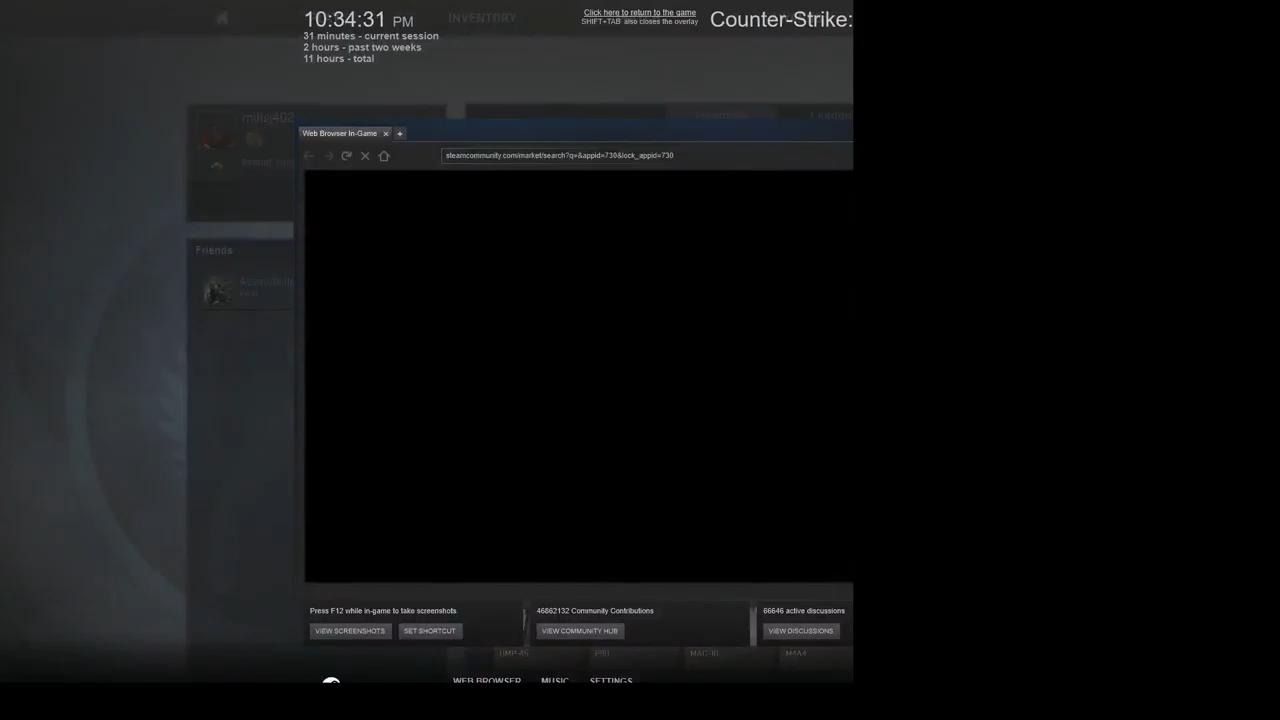 INVENTORY
10:34:31 PM
31 minutes - current session
2 hours - past two weeks
11 hours - total
Click here to return to the game
SHIFT+TAB also closes the overlay
Counter-Strike:
Web Browser In-Game
steamcommunity.com/market/search?q=&appid=730&lock_appid=730
Friends
Press F12 while in-game to take screenshots
VIEW SCREENSHOTS
SET SHORTCUT
46862132 Community Contributions
VIEW COMMUNITY HUB
66646 active discussions
VIEW DISCUSSIONS
UMP-45
P90
MAC-10
M4A4
WEB BROWSER
MUSIC
SETTINGS